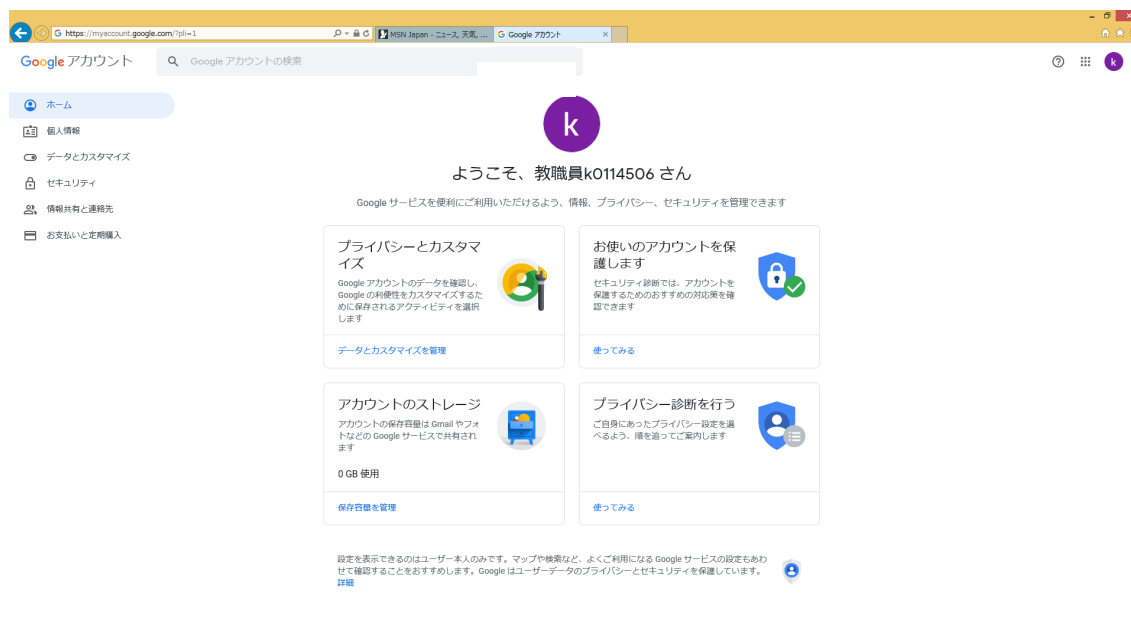 https://myaccount.google.com/?pli=1
MSN Japan - ニュース, 天気, ...
G Google アカウント
Google アカウント
Google アカウントの検索
k
ホーム
個人情報
データとカスタマイズ
セキュリティ
情報共有と連絡先
お支払いと定期購入
k
ようこそ、教職員k0114506 さん
Google サービスを便利にご利用いただけるよう、情報、プライバシー、セキュリティを管理できます
プライバシーとカスタマ
イズ
Google アカウントのデータを確認し、
Google の利便性をカスタマイズするた
めに保存されるアクティビティを選択
します
データとカスタマイズを管理
お使いのアカウントを保
護します
セキュリティ診断では、アカウントを
保護するためのおすすめの対応策を確
認できます
使ってみる
アカウントのストレージ
アカウントの保存容量は Gmail やフォ
トなどの Google サービスで共有され
ます
0 GB 使用
保存容量を管理
プライバシー診断を行う
ご自身にあったプライバシー設定を選
べるよう、順を追ってご案内します
使ってみる
設定を表示できるのはユーザー本人のみです。マップや検索など、よくご利用になる Google サービスの設定もあわ
せて確認することをおすすめします。Google はユーザーデータのプライバシーとセキュリティを保護しています。
詳細